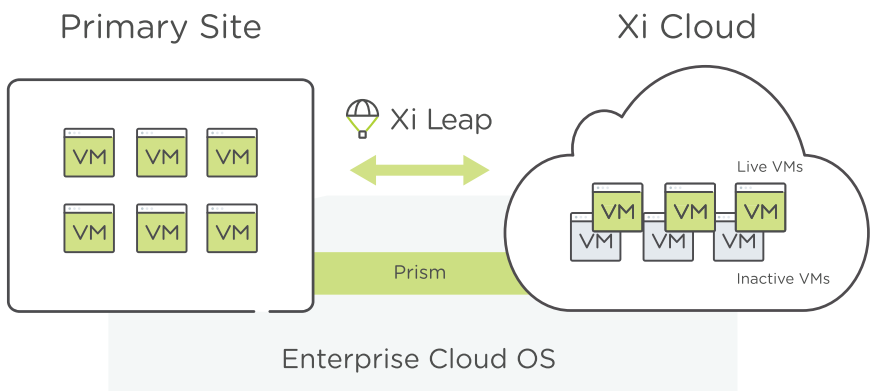 Primary Site
Xi Cloud
Xi Leap
VM VM VM
VM VM VM
Live VMs
VM VM VM
VM VM VM
Inactive VMs
Prism
Enterprise Cloud OS